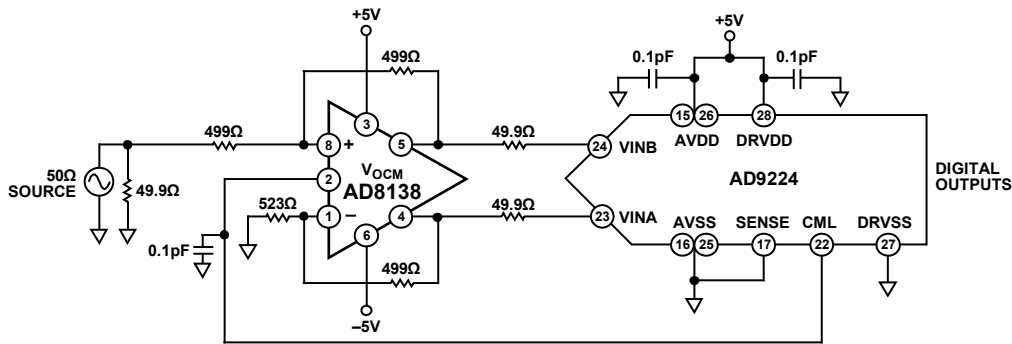 +5V
499Ω
50Ω
SOURCE
49.9Ω
499Ω
8
+
3
5
VOCM
AD8138
2
1
−
4
6
523Ω
0.1pF
499Ω
–5V
49.9Ω
49.9Ω
+5V
0.1pF
0.1pF
15
26
28
AVDD
DRVDD
24
VINB
AD9224
DIGITAL
OUTPUTS
23
VINA
AVSS
SENSE
CML
DRVSS
16
25
17
22
27